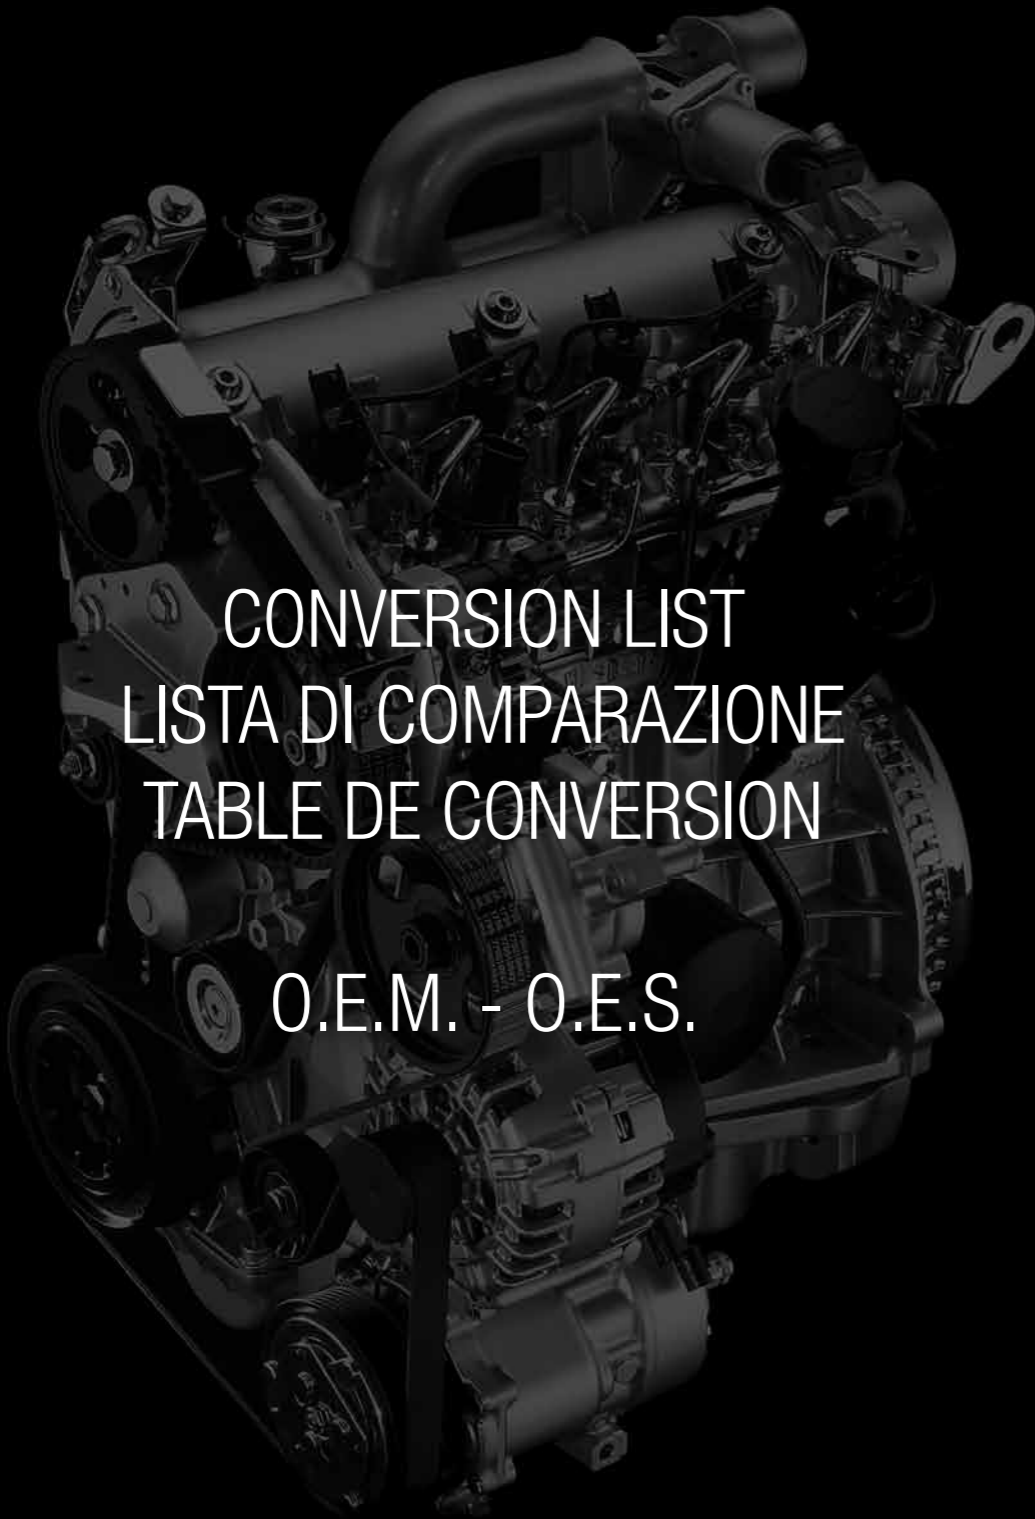 CONVERSION LIST
LISTA DI COMPARAZIONE
TABLE DE CONVERSION
O.E.M. - O.E.S.